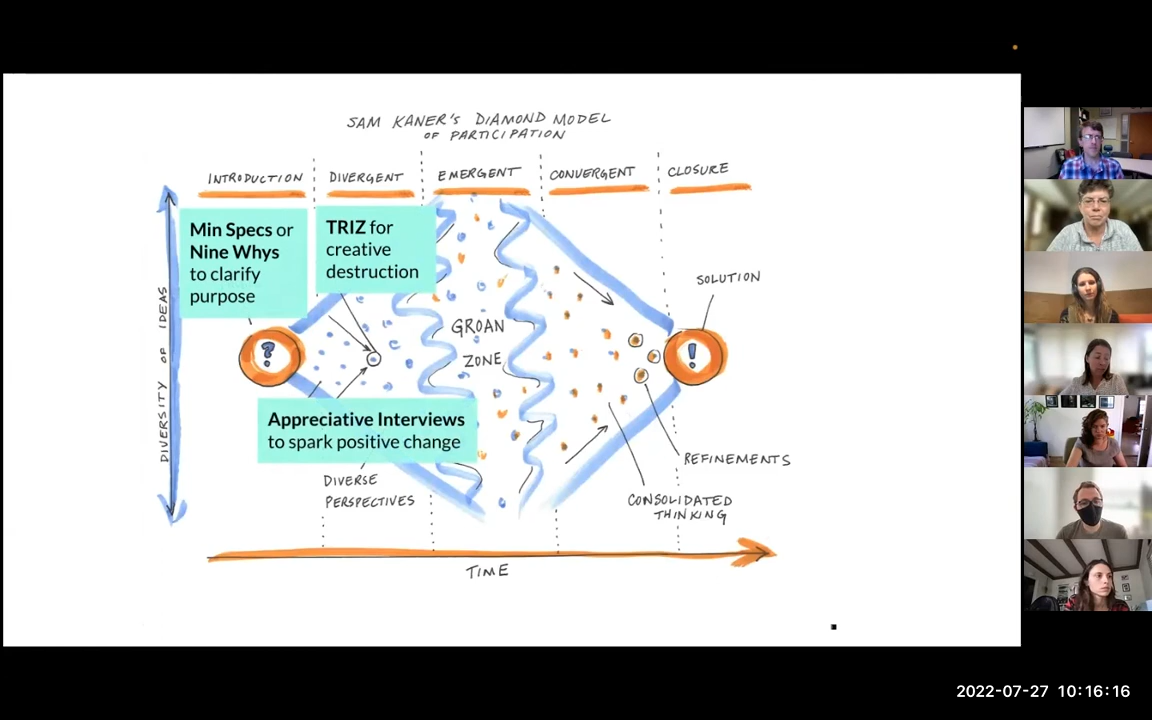 SAM KANER'S DIAMOND MODEL
OF PARTICIPATION
INTRODUCTION
DIVERGENT
EMERGENT
CONVERGENT
CLOSURE
Min Specs or
Nine Whys
to clarify
purpose
TRIZ for
creative
destruction
DIVERSITY OF IDEAS
?
GROAN
ZONE
SOLUTION
!
Appreciative Interviews
to spark positive change
DIVERSE
PERSPECTIVES
REFINEMENTS
CONSOLIDATED
THINKING
TIME
2022-07-27 10:16:16